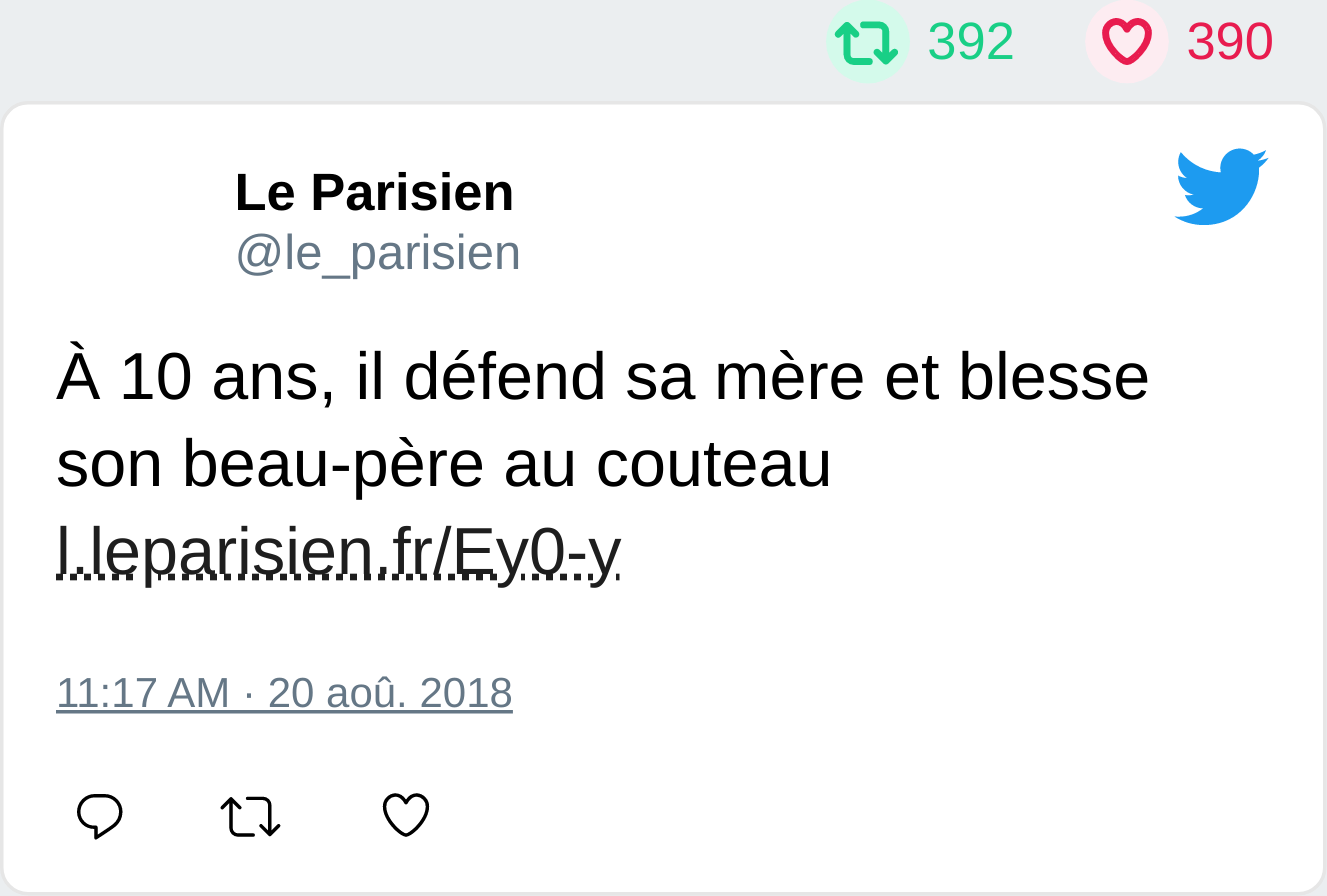 392 390
Le Parisien
@le_parisien
À 10 ans, il défend sa mère et blesse
son beau-père au couteau
l.leparisien.fr/Ey0-y
11:17 AM · 20 aoû. 2018